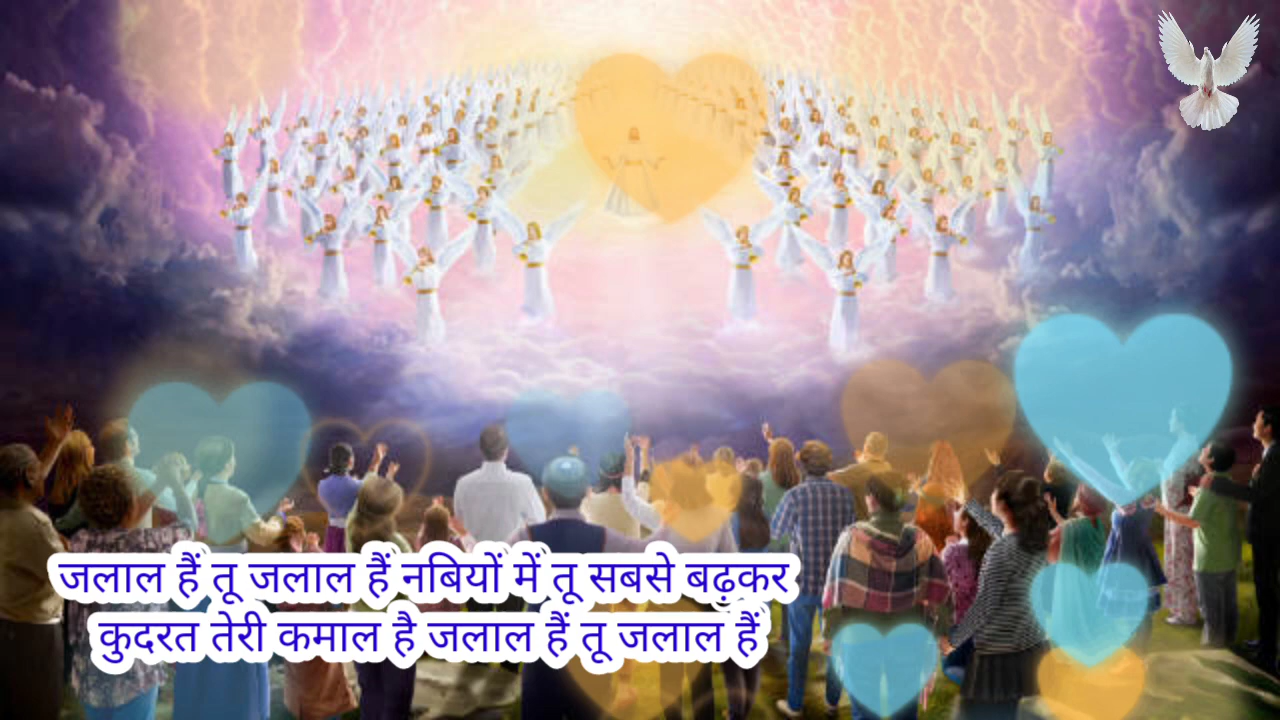 जलाल हैं तू जलाल हैं नबियों में तू सबसे बढ़कर
कुदरत तेरी कमाल है जलाल हैं तू जलाल हैं